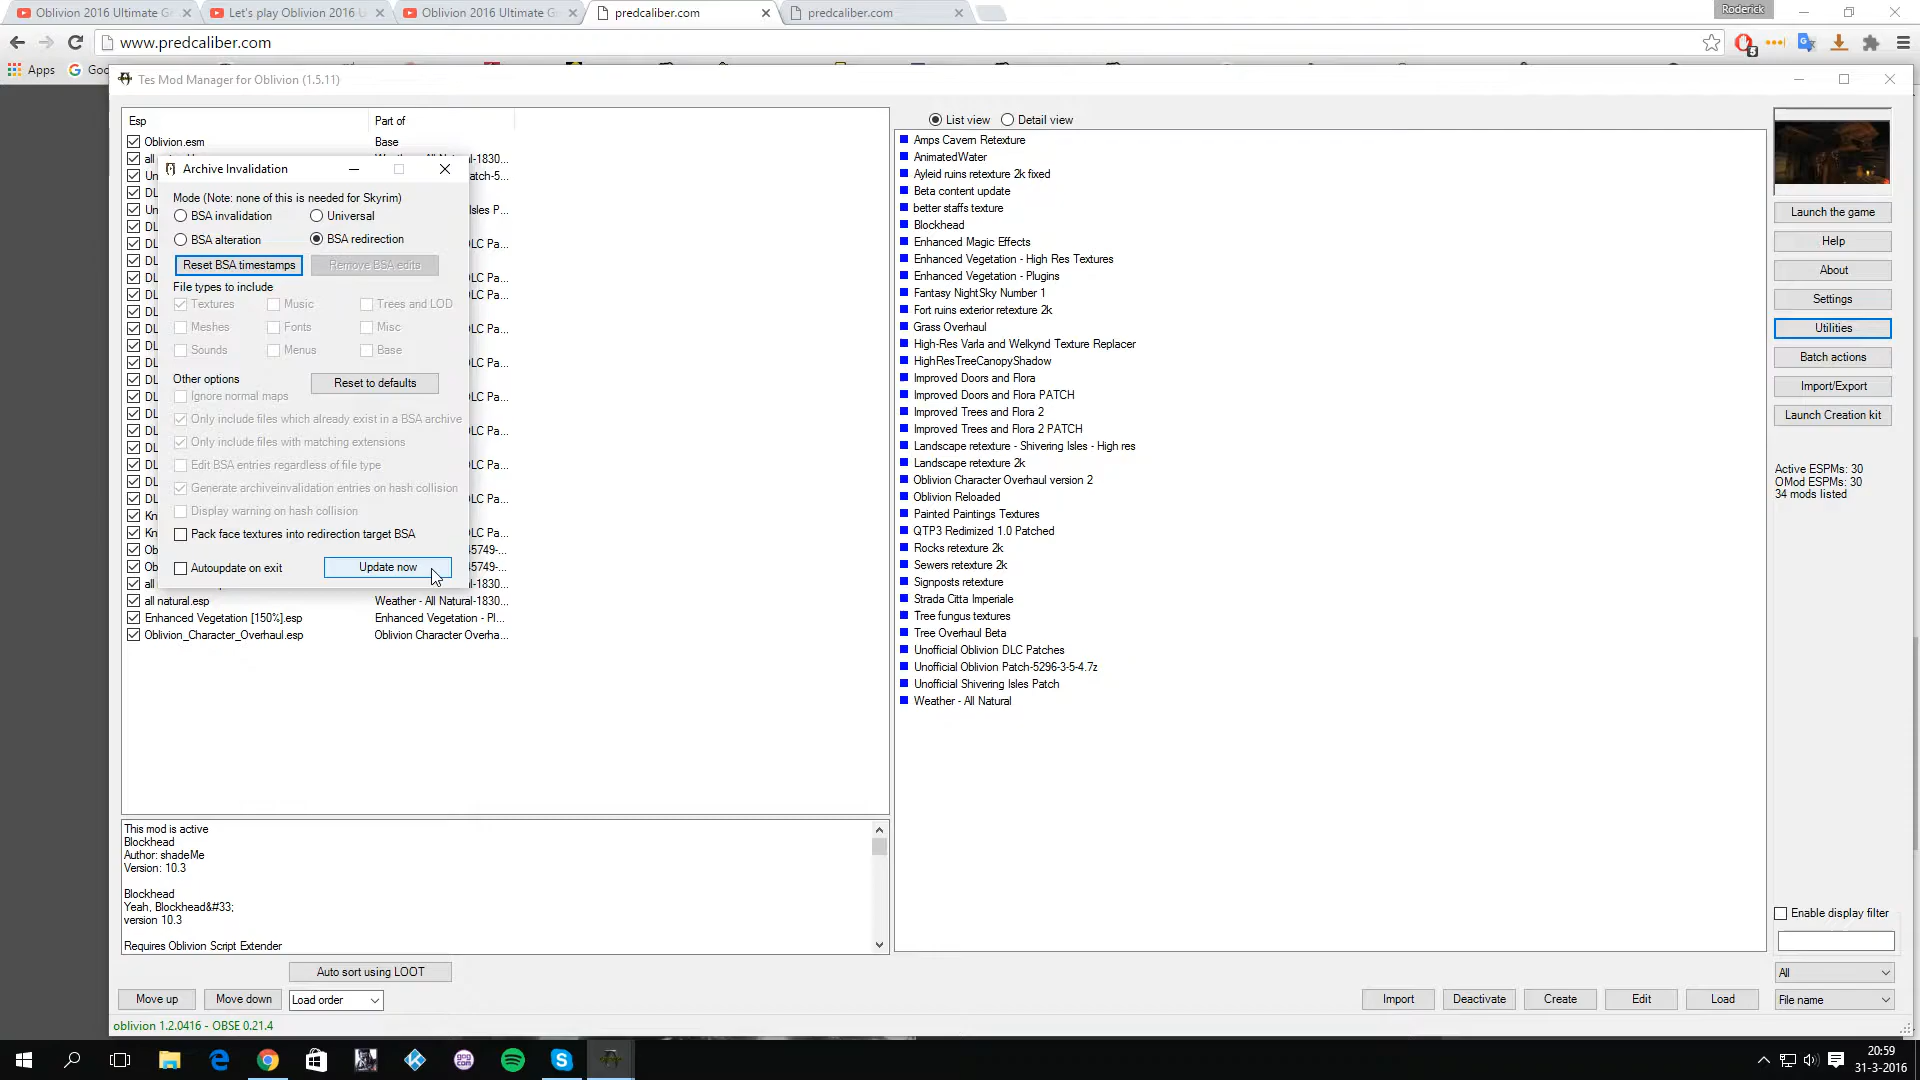 Oblivion 2016 Ultimate G
Let's play Oblivion 2016 U
Oblivion 2016 Ultimate G
predcaliber.com
predcaliber.com
Roderick
www.predcaliber.com
Apps
Goo
Tes Mod Manager for Oblivion (1.5.11)
Esp
Part of
Oblivion.esm
Base
all
Weather - All Natural-1830...
Archive Invalidation
Mode (Note: none of this is needed for Skyrim)
BSA invalidation
Universal
BSA alteration
BSA redirection
Reset BSA timestamps
Remove BSA edits
File types to include
Textures
Music
Trees and LOD
Meshes
Fonts
Misc
Sounds
Menus
Base
Other options
Reset to defaults
Ignore normal maps
Only include files which already exist in a BSA archive
Only include files with matching extensions
Edit BSA entries regardless of file type
Generate archiveinvalidation entries on hash collision
Display warning on hash collision
Pack face textures into redirection target BSA
Autoupdate on exit
Update now
all natural.esp
Weather - All Natural-1830...
Enhanced Vegetation [150%].esp
Enhanced Vegetation - Pl...
Oblivion_Character_Overhaul.esp
Oblivion Character Overha...
This mod is active
Blockhead
Author: shadeMe
Version: 10.3
Blockhead
Yeah, Blockhead&#33;
version 10.3
Requires Oblivion Script Extender
Auto sort using LOOT
Move up
Move down
Load order
oblivion 1.2.0416 - OBSE 0.21.4
List view
Detail view
Amps Cavern Retexture
AnimatedWater
Ayleid ruins retexture 2k fixed
Beta content update
better staffs texture
Blockhead
Enhanced Magic Effects
Enhanced Vegetation - High Res Textures
Enhanced Vegetation - Plugins
Fantasy NightSky Number 1
Fort ruins exterior retexture 2k
Grass Overhaul
High-Res Varla and Welkynd Texture Replacer
HighResTreeCanopyShadow
Improved Doors and Flora
Improved Doors and Flora PATCH
Improved Trees and Flora 2
Improved Trees and Flora 2 PATCH
Landscape retexture - Shivering Isles - High res
Landscape retexture 2k
Oblivion Character Overhaul version 2
Oblivion Reloaded
Painted Paintings Textures
QTP3 Redimized 1.0 Patched
Rocks retexture 2k
Sewers retexture 2k
Signposts retexture
Strada Citta Imperiale
Tree fungus textures
Tree Overhaul Beta
Unofficial Oblivion DLC Patches
Unofficial Oblivion Patch-5296-3-5-4.7z
Unofficial Shivering Isles Patch
Weather - All Natural
Import
Deactivate
Create
Edit
Load
Launch the game
Help
About
Settings
Utilities
Batch actions
Import/Export
Launch Creation kit
Active ESPMs: 30
OMod ESPMs: 30
34 mods listed
Enable display filter
All
File name
20:59
31-3-2016